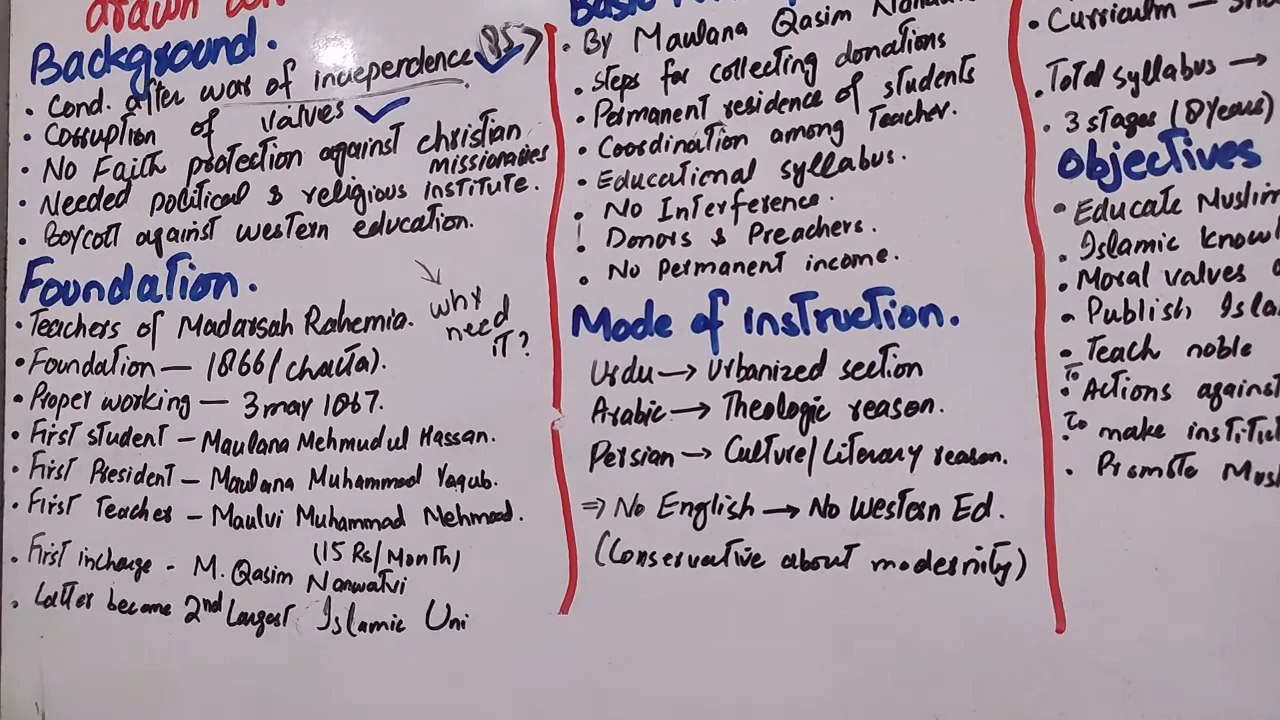 drawn
Background.
• Cond. after war of independence
• Corruption of values
• No Faith protection against christian missionaries
• Needed political & religious institute.
• Boycott against western education.
why need it?
Foundation.
• Teachers of Madarsah Rahemia.
• Foundation — 1866/(chatta).
• Proper working — 3 may 1867.
• First student — Maulana Mehmudul Hassan.
• First President — Maulana Muhammad Yaqub.
• First Teacher — Maulvi Muhammad Mehmood.
(15 Rs/Month)
• First incharge - M. Qasim Nanwatvi
• Latter became 2nd largest Islamic Uni
Basic
• By Maulana Qasim
• Steps for collecting donations
• Permanent residence of students
• Coordination among Teacher.
• Educational syllabus.
• No Interference.
• Donors & Preachers.
• No Permanent income.
Mode of instruction.
Urdu → Urbanized section
Arabic → Theologic reason.
Persian → Culture/Literary reason.
⇒ No English → No Western Ed.
(Conservative about modernity)
• Curriculm —
• Total syllabus →
• 3 stages (8 years)
Objectives
• Educate Muslim
• Islamic know
• Moral values
• Publish Isla
• Teach noble
• To Actions against
• To make institut
• Promote Mus